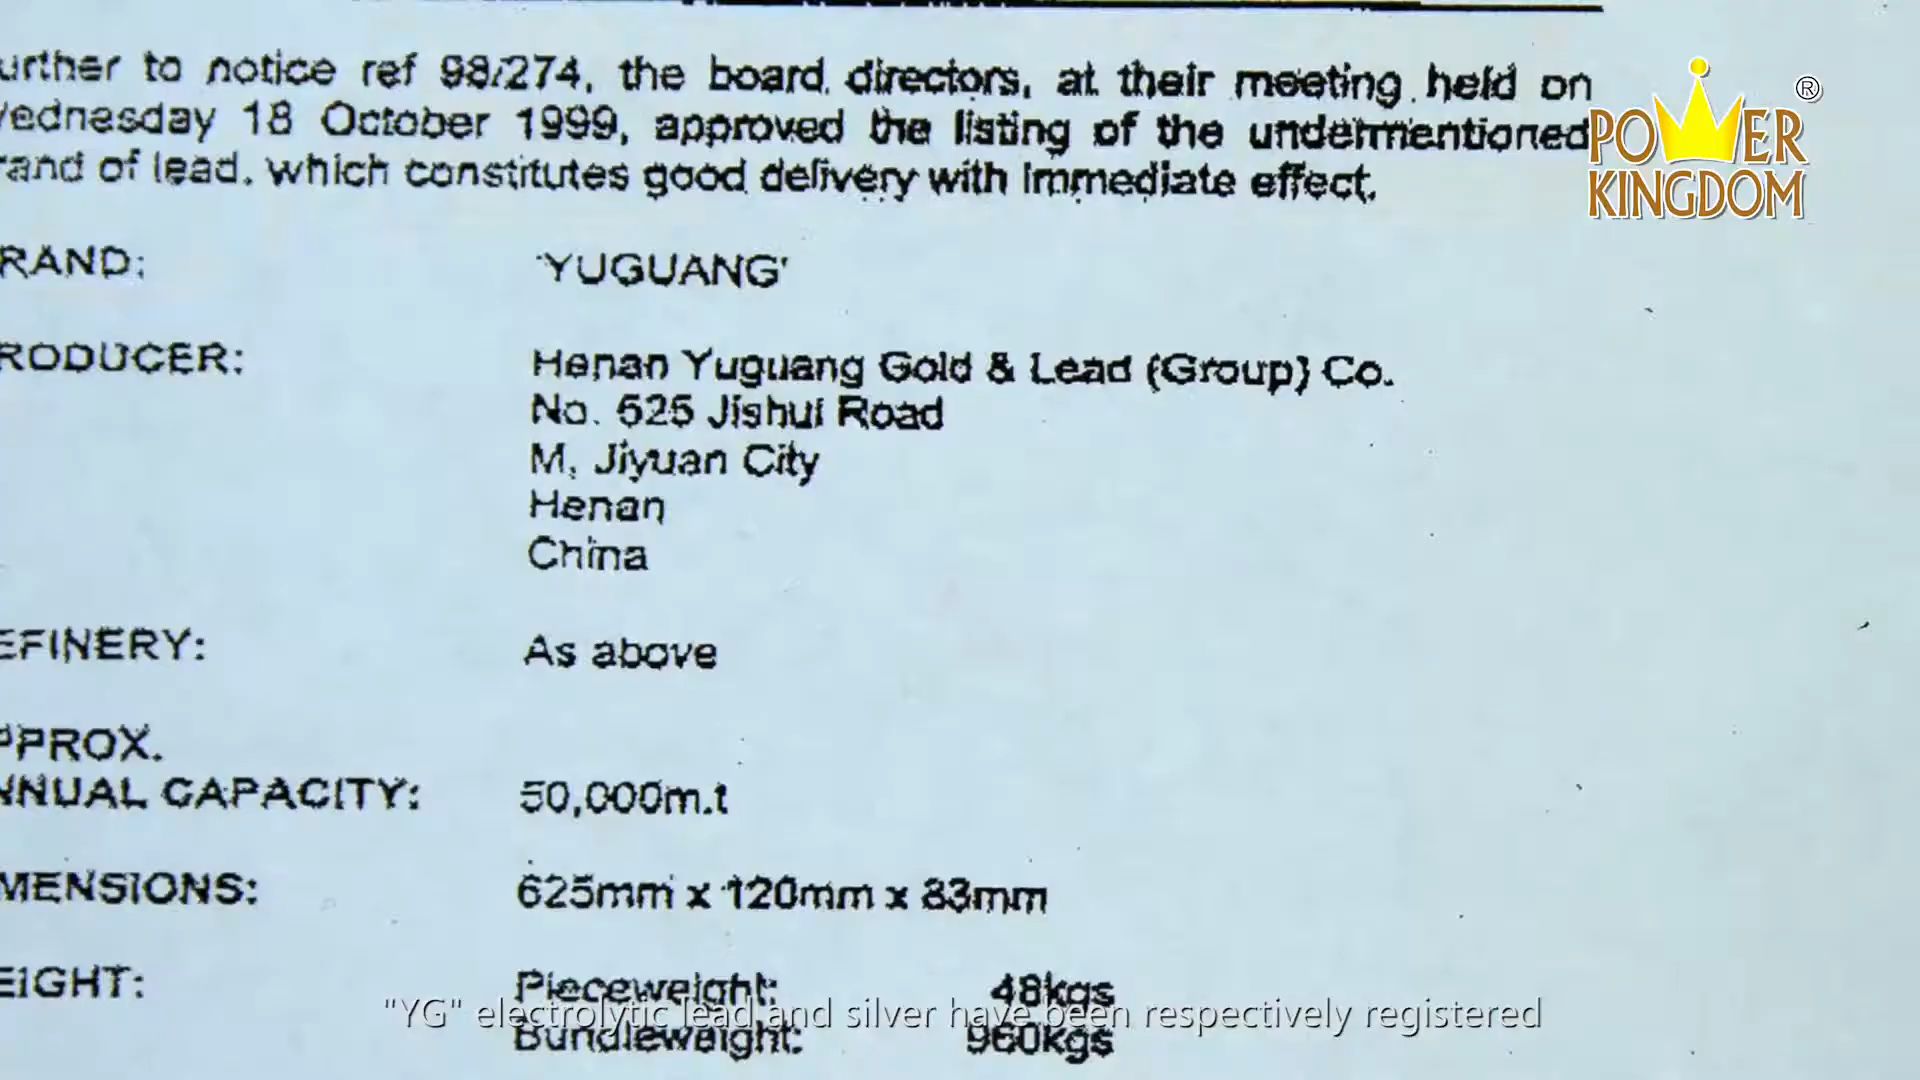 urther to notice ref 98/274, the board directors, at their meeting held on
Wednesday 18 October 1999, approved the listing of the undermentioned
rand of lead. which constitutes good delivery with immediate effect.
RAND: 'YUGUANG'
RODUCER: Henan Yuguang Gold & Lead (Group) Co.
No. 525 Jishui Road
M, Jiyuan City
Henan
China
EFINERY: As above
PPROX.
NNUAL CAPACITY: 50,000m.t
MENSIONS: 625mm x 120mm x 83mm
EIGHT: Pieceweight: 48kgs
Bundleweight: 960kgs
POWER
KINGDOM
®
"YG" electrolytic lead and silver have been respectively registered